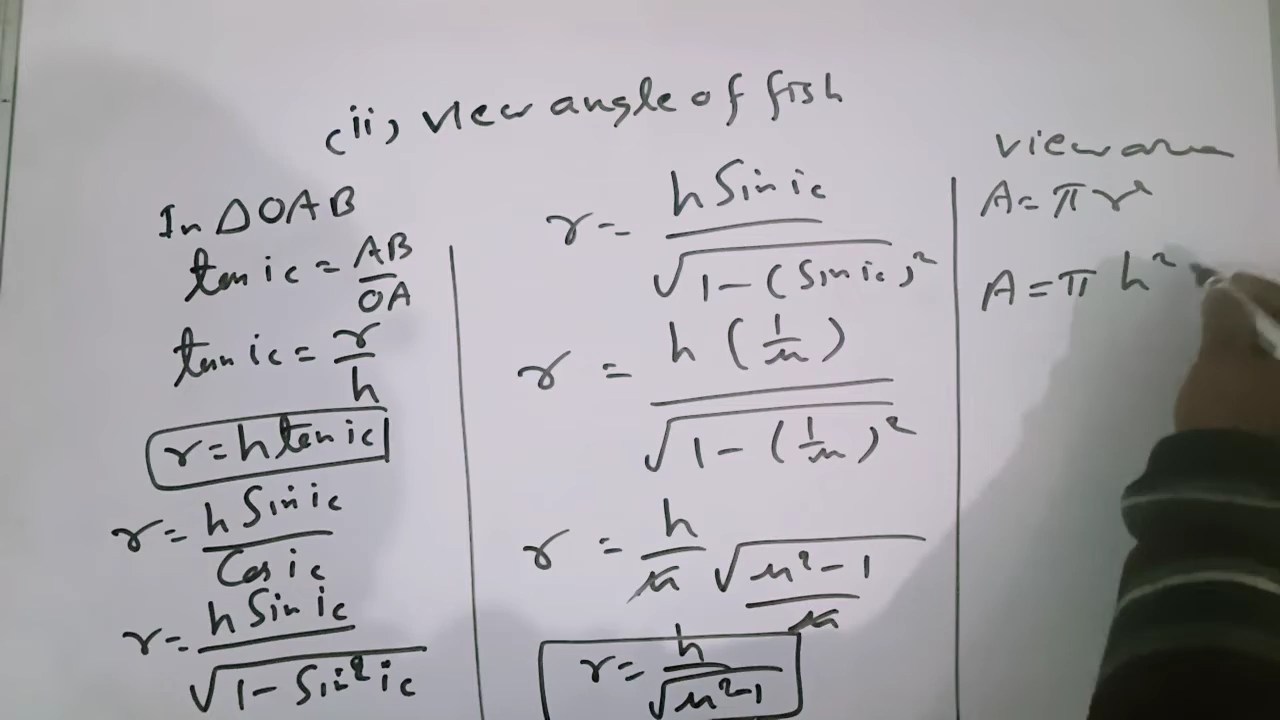 (ii) view angle of fish
In △OAB
tan ic = AB/OA
tan ic = r/h
r = h tan ic
r = h Sin ic / Cos ic
r = h Sin ic / √(1 - Sin² ic)
r = h Sin ic / √(1 - (Sin ic)²)
r = h (1/μ) / √(1 - (1/μ)²)
r = h / μ √(μ² - 1 / μ)
r = h / √(μ² - 1)
view area
A = π r²
A = π h²